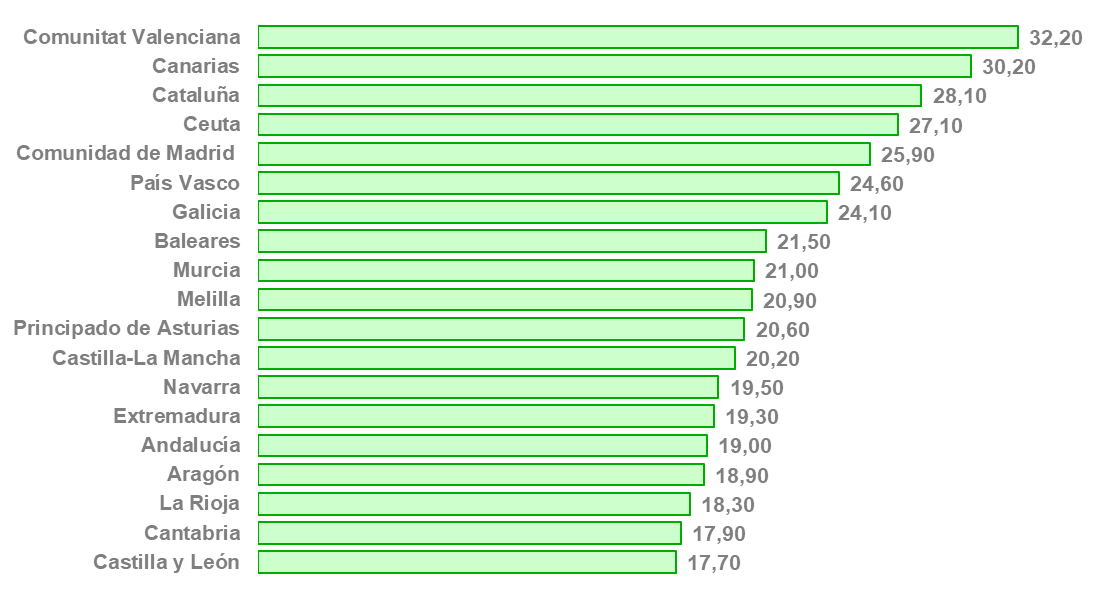 Comunitat Valenciana 32,20
Canarias 30,20
Cataluña 28,10
Ceuta 27,10
Comunidad de Madrid 25,90
País Vasco 24,60
Galicia 24,10
Baleares 21,50
Murcia 21,00
Melilla 20,90
Principado de Asturias 20,60
Castilla-La Mancha 20,20
Navarra 19,50
Extremadura 19,30
Andalucía 19,00
Aragón 18,90
La Rioja 18,30
Cantabria 17,90
Castilla y León 17,70